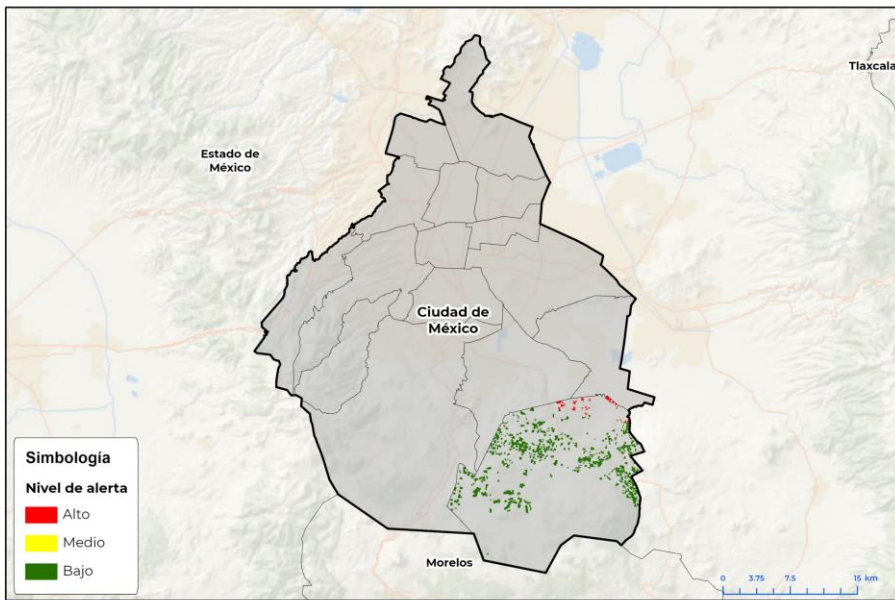 Tlaxcala
Estado de
México
Ciudad de
México
Simbología
Nivel de alerta
Alto
Medio
Bajo
Morelos
0 3.75 7.5 15 km